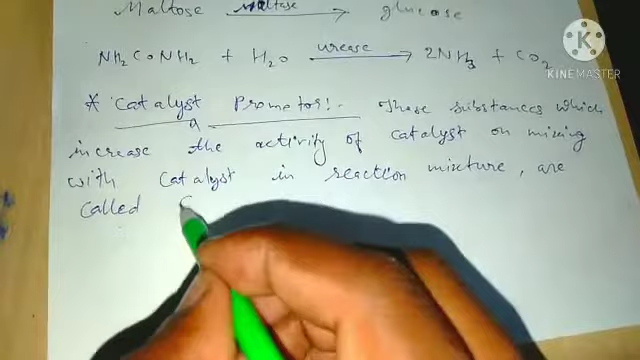 Maltose maltase → glucose
NH2CONH2 + H2O urease → 2NH3 + CO2
KINEMASTER
* Catalyst Promotor:- Those substances which
increase the activity of catalyst on mixing
with catalyst in reaction mixture, are
called